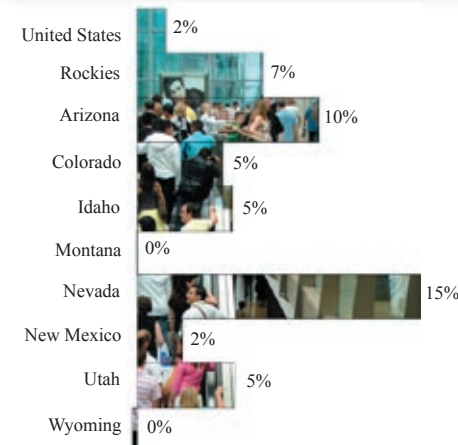 United States 2%
Rockies 7%
Arizona 10%
Colorado 5%
Idaho 5%
Montana 0%
Nevada 15%
New Mexico 2%
Utah 5%
Wyoming 0%